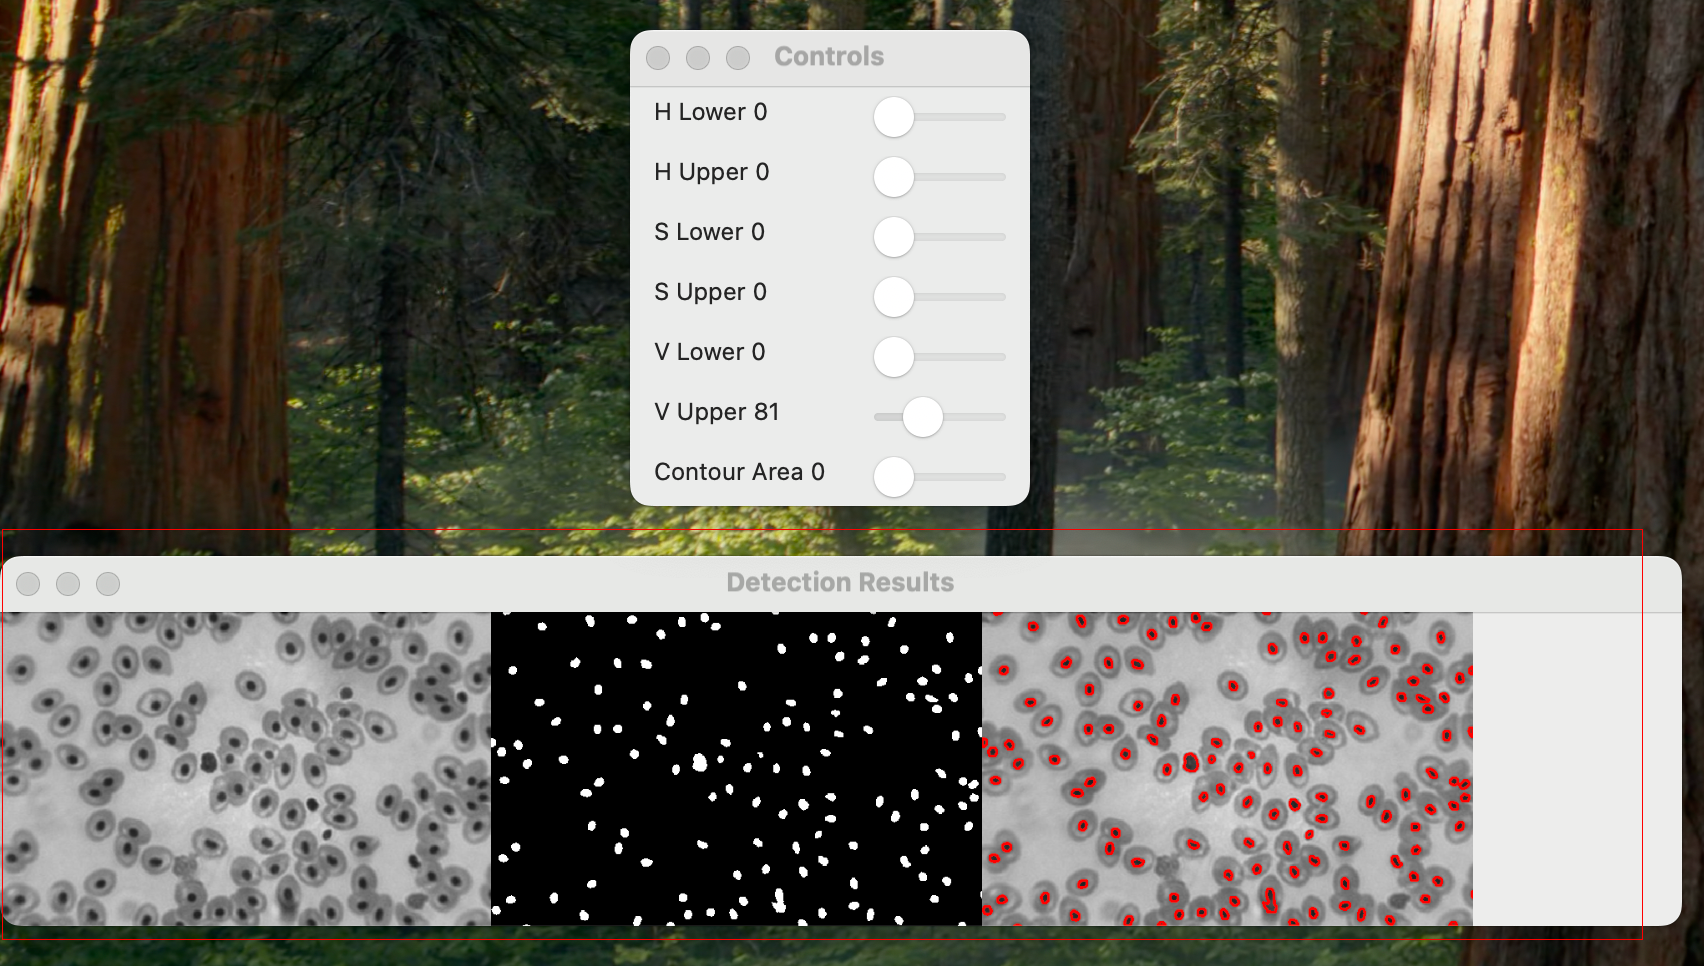 Controls
H Lower 0
H Upper 0
S Lower 0
S Upper 0
V Lower 0
V Upper 81
Contour Area 0
Detection Results